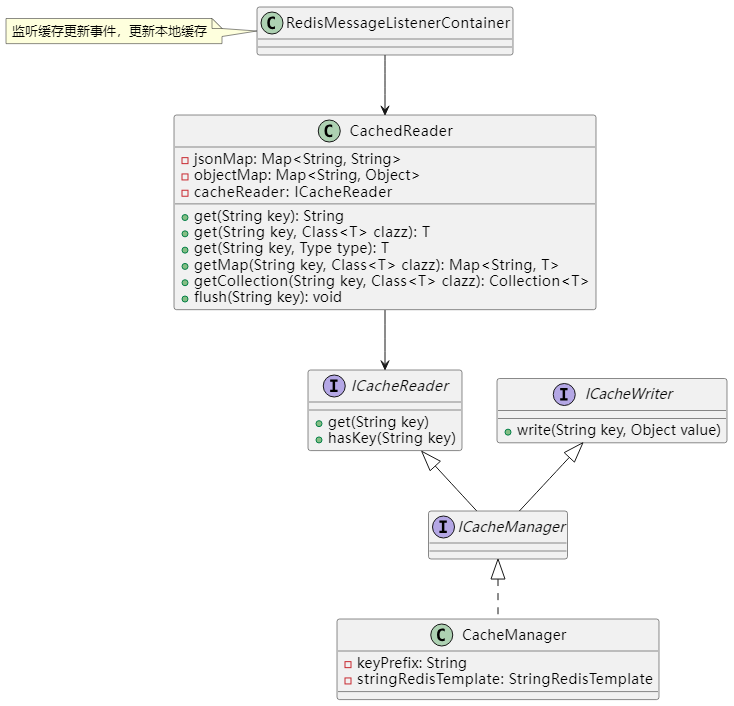 监听缓存更新事件，更新本地缓存
C RedisMessageListenerContainer
C CachedReader
jsonMap: Map<String, String>
objectMap: Map<String, Object>
cacheReader: ICacheReader
get(String key): String
get(String key, Class<T> clazz): T
get(String key, Type type): T
getMap(String key, Class<T> clazz): Map<String, T>
getCollection(String key, Class<T> clazz): Collection<T>
flush(String key): void
I ICacheReader
get(String key)
hasKey(String key)
I ICacheWriter
write(String key, Object value)
I ICacheManager
C CacheManager
keyPrefix: String
stringRedisTemplate: StringRedisTemplate